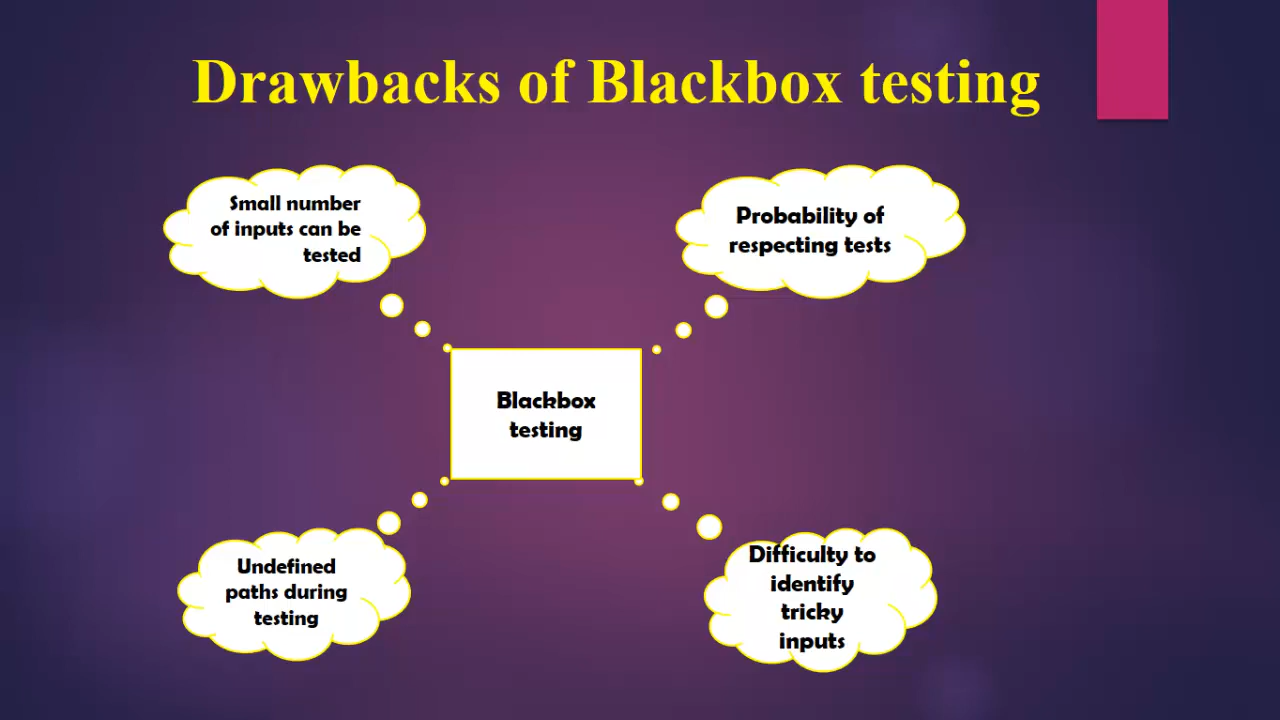 Drawbacks of Blackbox testing
Small number
of inputs can be
tested
Probability of
respecting tests
Blackbox
testing
Undefined
paths during
testing
Difficulty to
identify
tricky
inputs